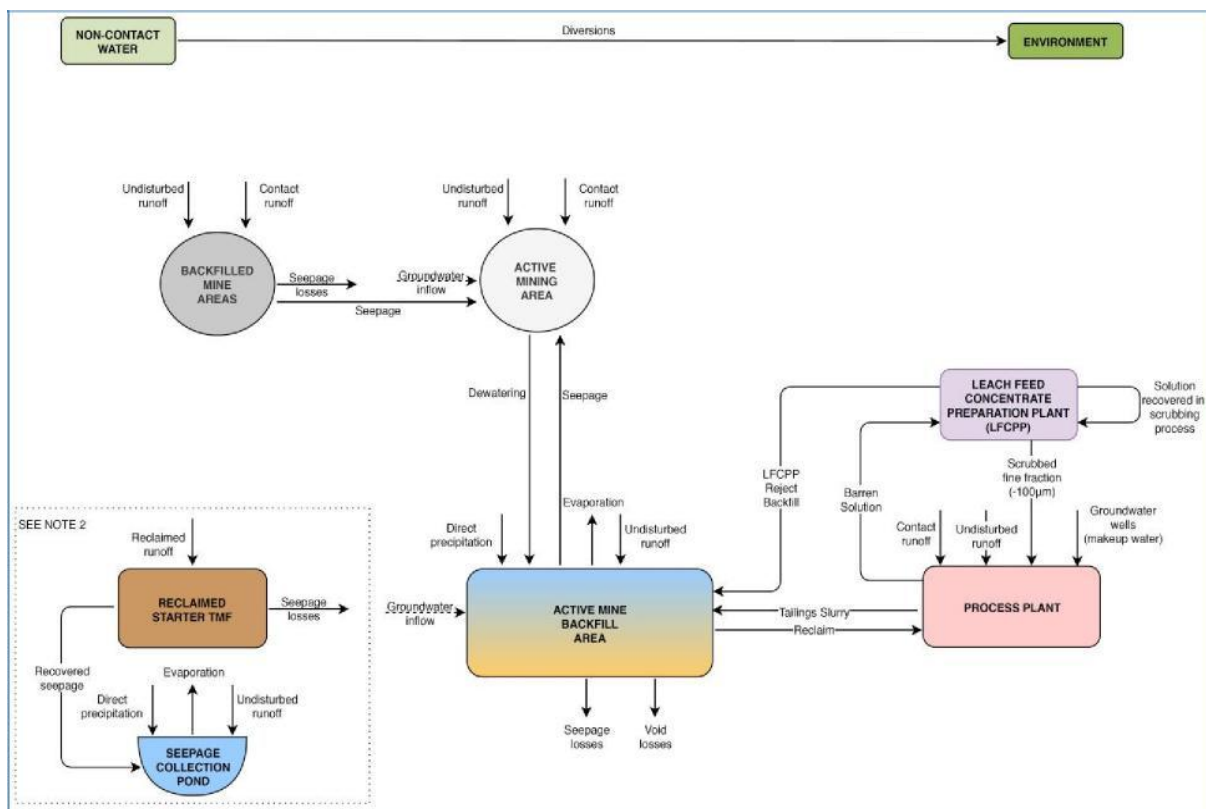 NON-CONTACT
WATER
Diversions
ENVIRONMENT
Undisturbed
runoff
Contact
runoff
Undisturbed
runoff
Contact
runoff
BACKFILLED
MINE
AREAS
Seepage
losses
Seepage
Groundwater
inflow
ACTIVE
MINING
AREA
Dewatering
Seepage
LEACH FEED
CONCENTRATE
PREPARATION PLANT
(LFCPP)
Solution
recovered in
scrubbing
process
LFCPP
Reject
Backfill
Barren
Solution
Scrubbed
fine fraction
(-100µm)
SEE NOTE 2
Reclaimed
runoff
Direct
precipitation
Evaporation
Undisturbed
runoff
Contact
runoff
Undisturbed
runoff
Groundwater
wells
(makeup water)
RECLAIMED
STARTER TMF
Seepage
losses
Groundwater
inflow
ACTIVE MINE
BACKFILL
AREA
Tailings Slurry
Reclaim
PROCESS PLANT
Recovered
seepage
Direct
precipitation
Evaporation
Undisturbed
runoff
SEEPAGE
COLLECTION
POND
Seepage
losses
Void
losses